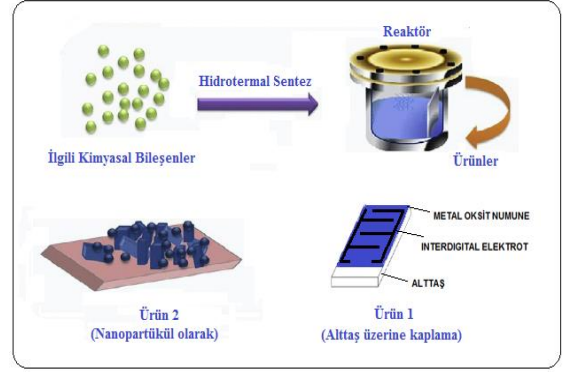 Reaktör
Hidrotermal Sentez
İlgili Kimyasal Bileşenler
Ürünler
METAL OKSİT NUMUNE
INTERDIGITAL ELEKTROT
ALTTAŞ
Ürün 2
(Nanopartükül olarak)
Ürün 1
(Alttaş üzerine kaplama)